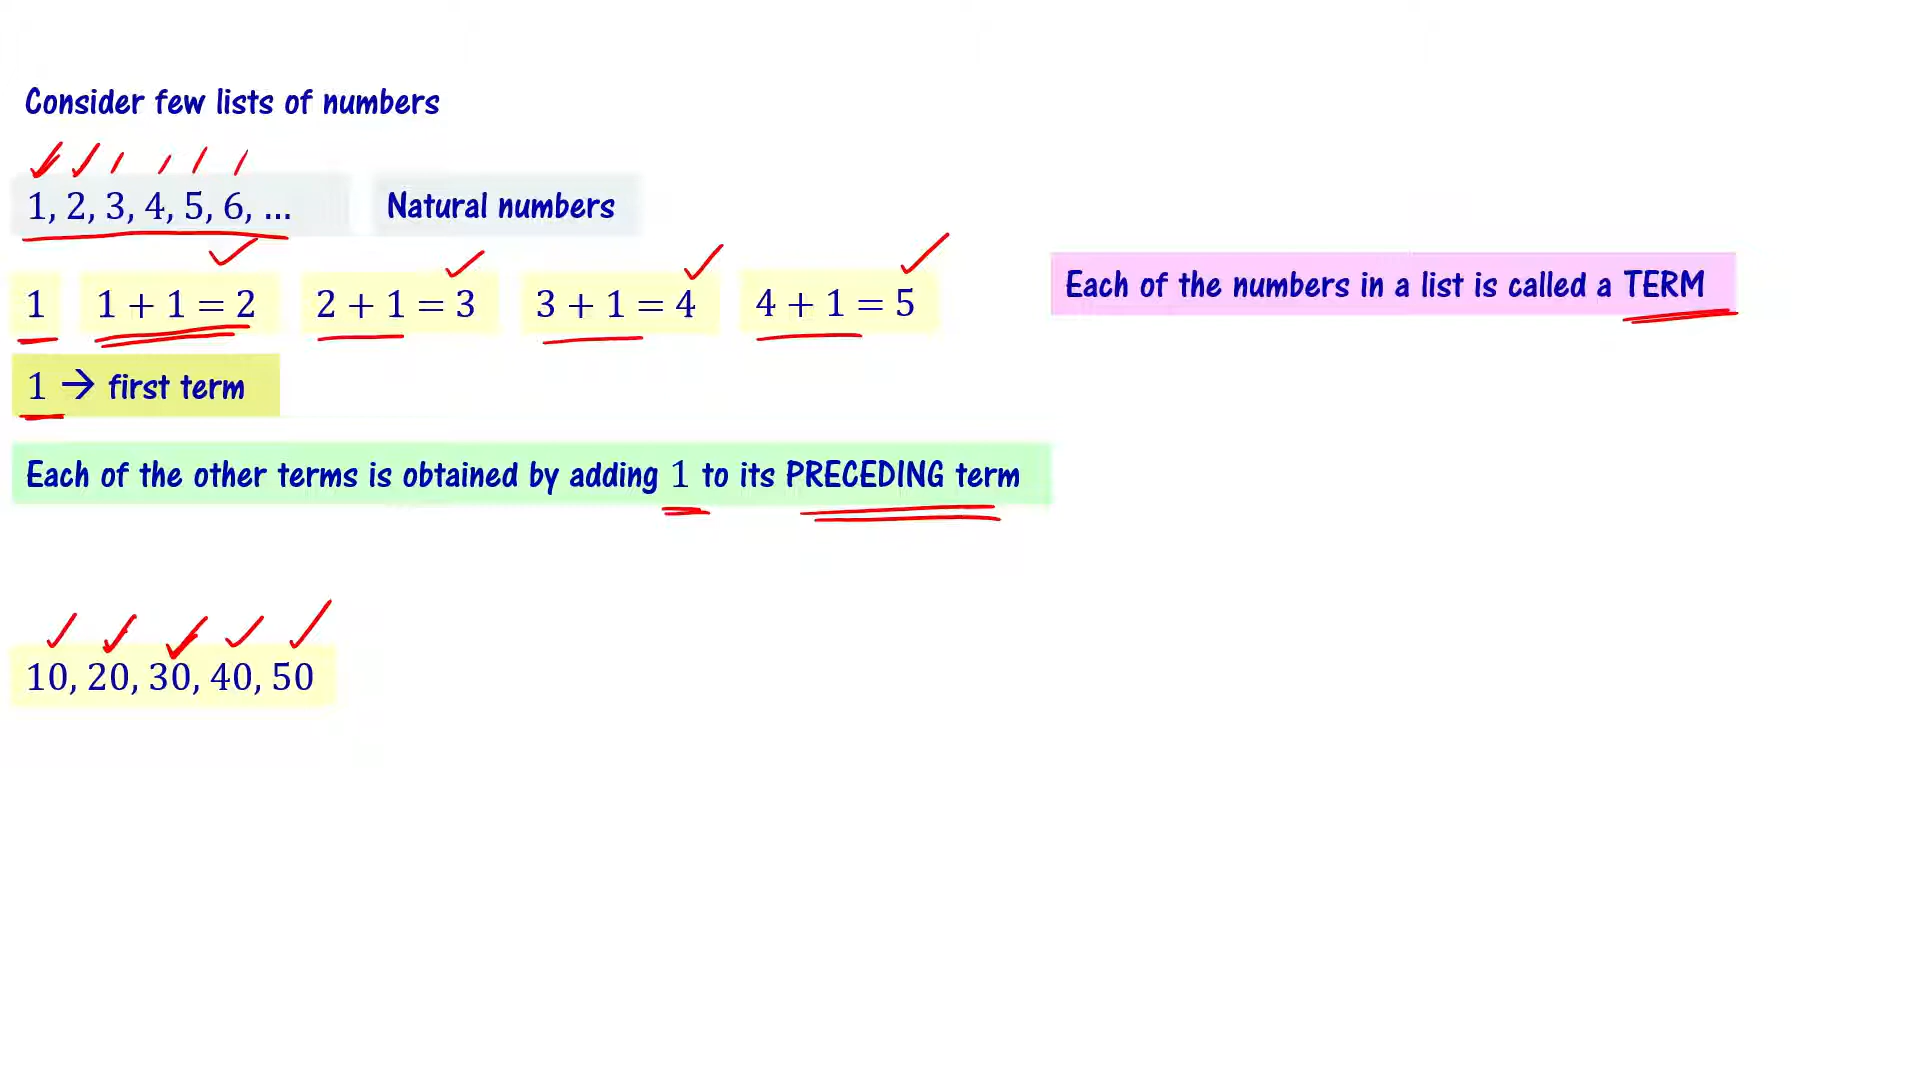 Consider few lists of numbers
1, 2, 3, 4, 5, 6, ... Natural numbers
1 1 + 1 = 2 2 + 1 = 3 3 + 1 = 4 4 + 1 = 5
Each of the numbers in a list is called a TERM
1 → first term
Each of the other terms is obtained by adding 1 to its PRECEDING term
10, 20, 30, 40, 50